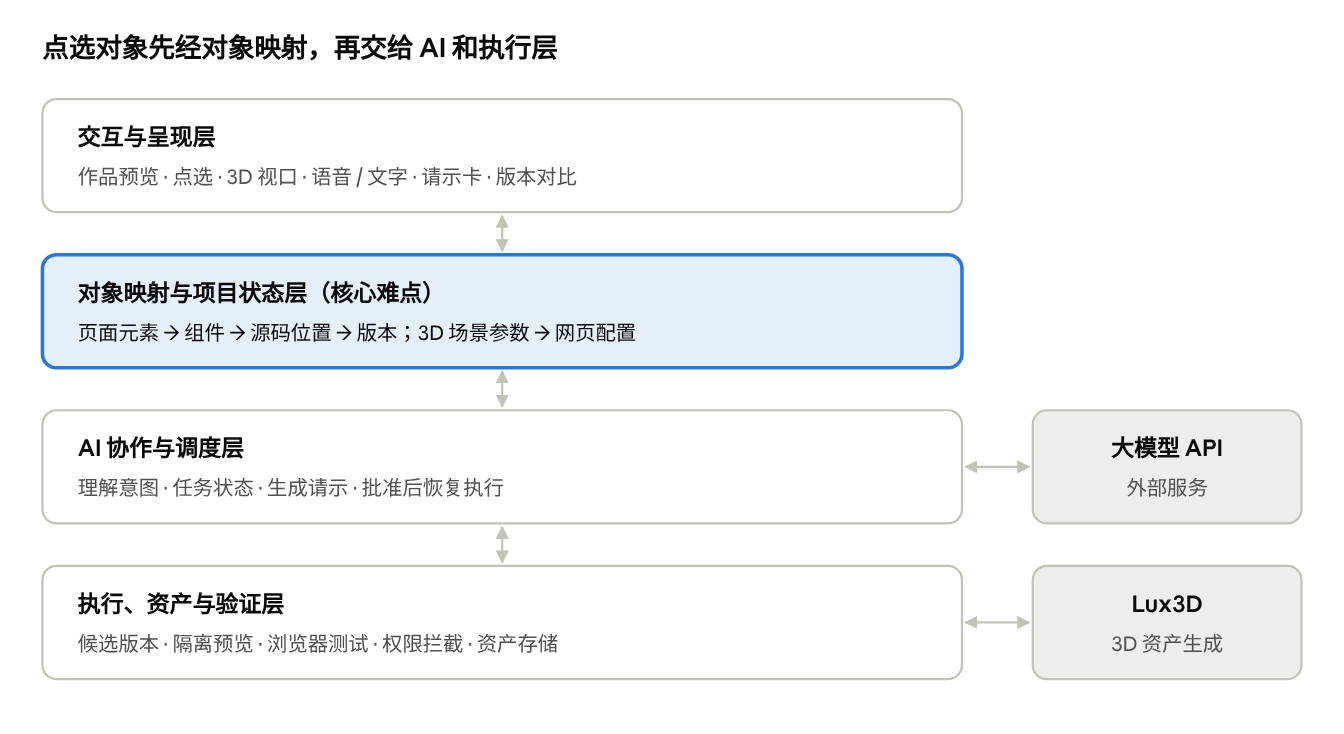 点选对象先经对象映射，再交给 AI 和执行层
交互与呈现层
作品预览 · 点选 · 3D 视口 · 语音 / 文字 · 请示卡 · 版本对比
对象映射与项目状态层（核心难点）
页面元素 → 组件 → 源码位置 → 版本；3D 场景参数 → 网页配置
AI 协作与调度层
理解意图 · 任务状态 · 生成请示 · 批准后恢复执行
大模型 API
外部服务
执行、资产与验证层
候选版本 · 隔离预览 · 浏览器测试 · 权限拦截 · 资产存储
Lux3D
3D 资产生成